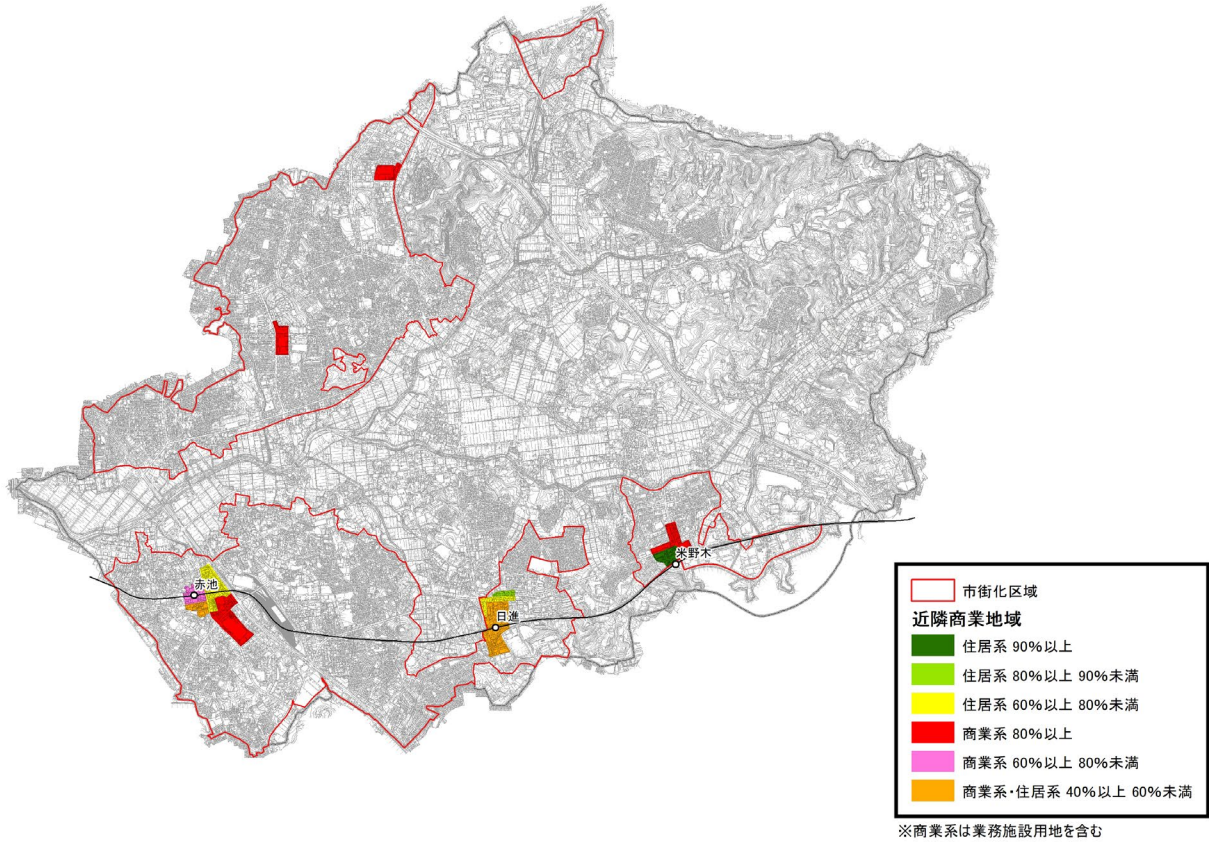 赤池
日進
米野木
市街化区域
近隣商業地域
住居系 90%以上
住居系 80%以上 90%未満
住居系 60%以上 80%未満
商業系 80%以上
商業系 60%以上 80%未満
商業系・住居系 40%以上 60%未満
※商業系は業務施設用地を含む